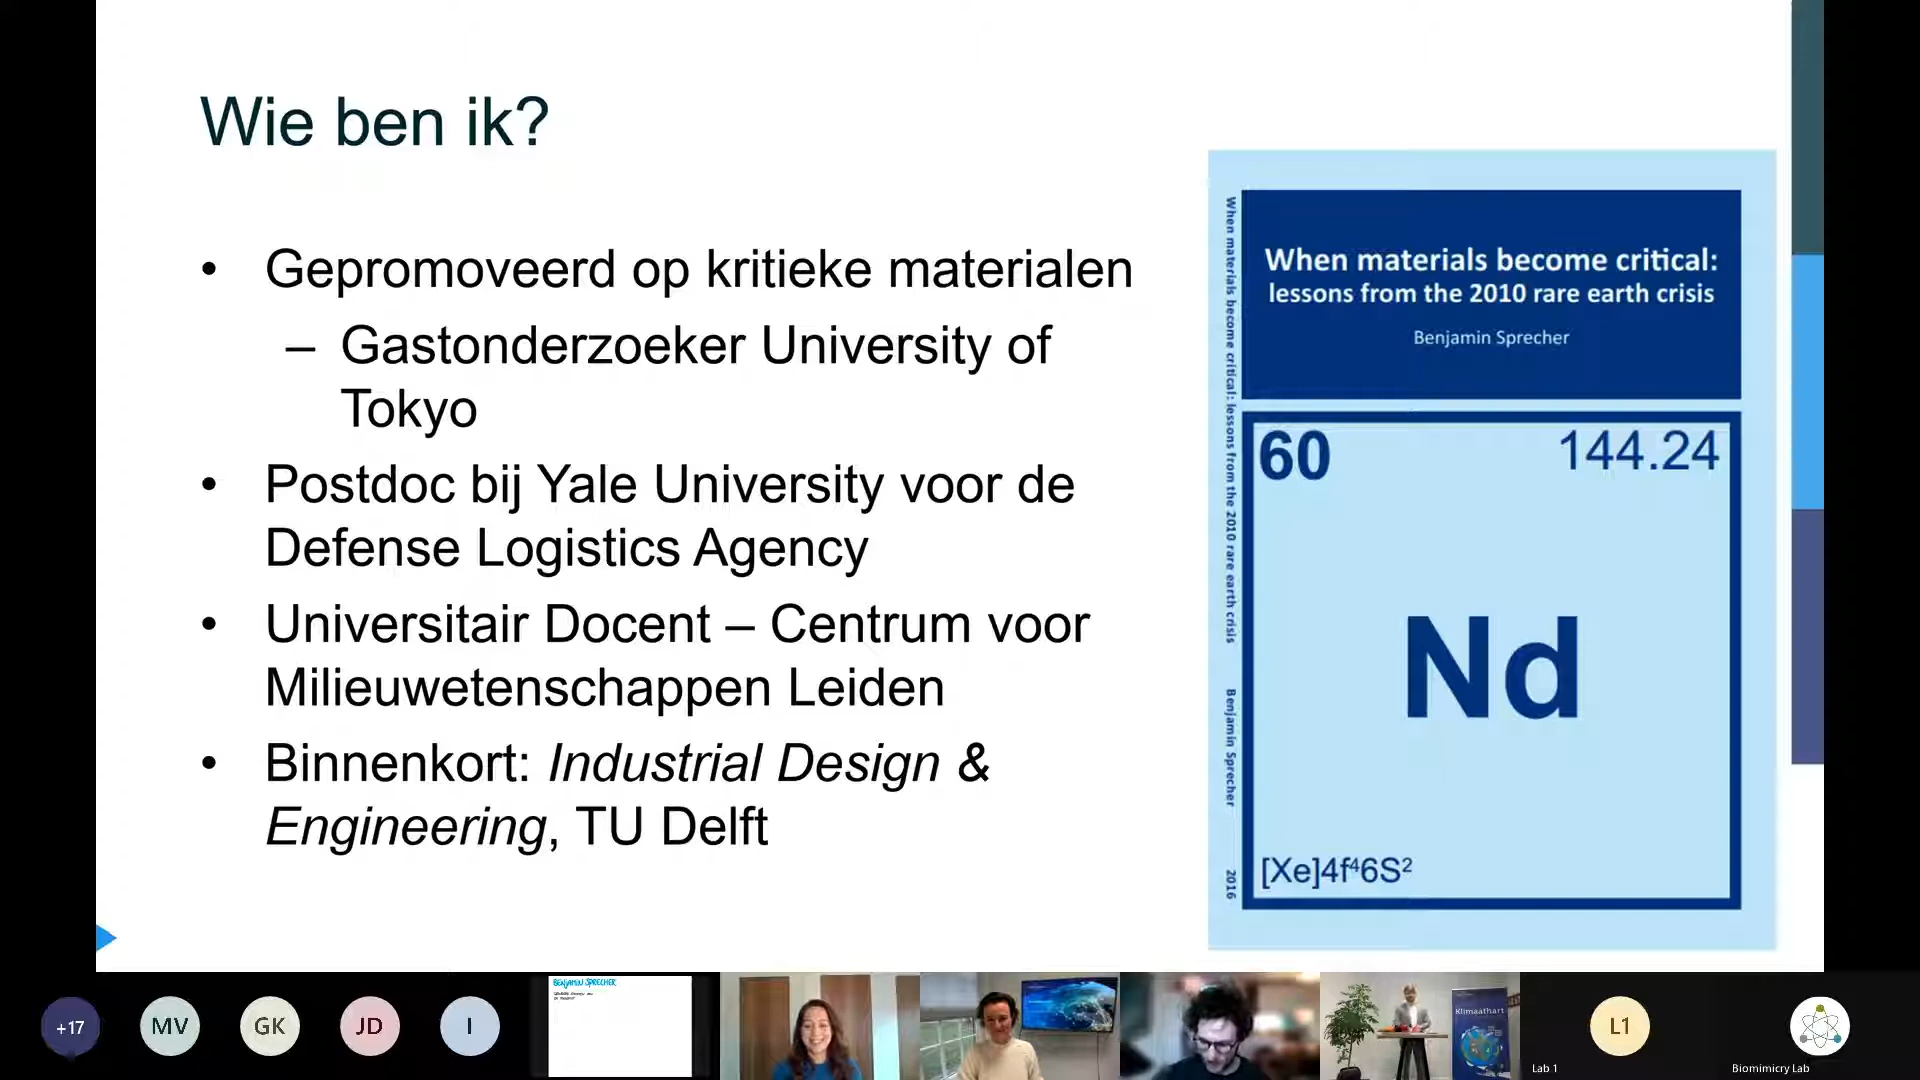 Wie ben ik?
• Gepromoveerd op kritieke materialen
– Gastonderzoeker University of
Tokyo
• Postdoc bij Yale University voor de
Defense Logistics Agency
• Universitair Docent – Centrum voor
Milieuwetenschappen Leiden
• Binnenkort: Industrial Design &
Engineering, TU Delft
When materials become critical: lessons from the 2010 rare earth crisis Benjamin Sprecher 2016
When materials become critical:
lessons from the 2010 rare earth crisis
Benjamin Sprecher
60 144.24
Nd
[Xe]4f⁴6S²
+17
MV
GK
JD
I
BENJAMIN SPRECHER
Klimaathart
L1
Lab 1
Biomimicry Lab